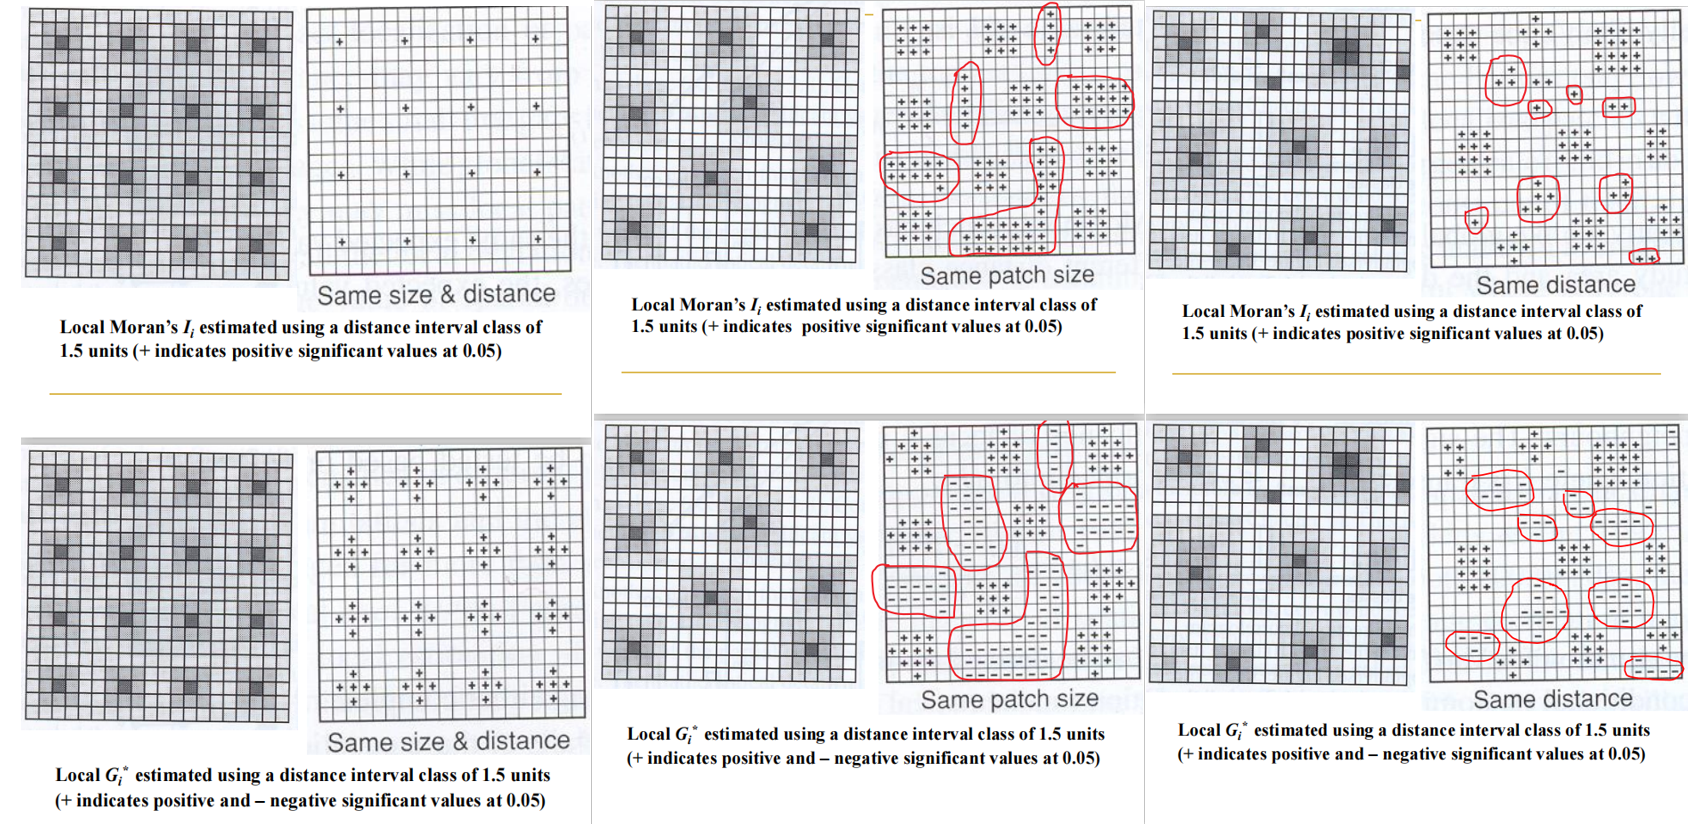 Same size & distance
Local Moran's Ii estimated using a distance interval class of
1.5 units (+ indicates positive significant values at 0.05)
Same patch size
Local Moran's Ii estimated using a distance interval class of
1.5 units (+ indicates  positive significant values at 0.05)
Same distance
Local Moran's Ii estimated using a distance interval class of
1.5 units (+ indicates positive significant values at 0.05)
Same size & distance
Local Gi* estimated using a distance interval class of 1.5 units
(+ indicates positive and – negative significant values at 0.05)
Same patch size
Local Gi* estimated using a distance interval class of 1.5 units
(+ indicates positive and – negative significant values at 0.05)
Same distance
Local Gi* estimated using a distance interval class of 1.5 units
(+ indicates positive and – negative significant values at 0.05)